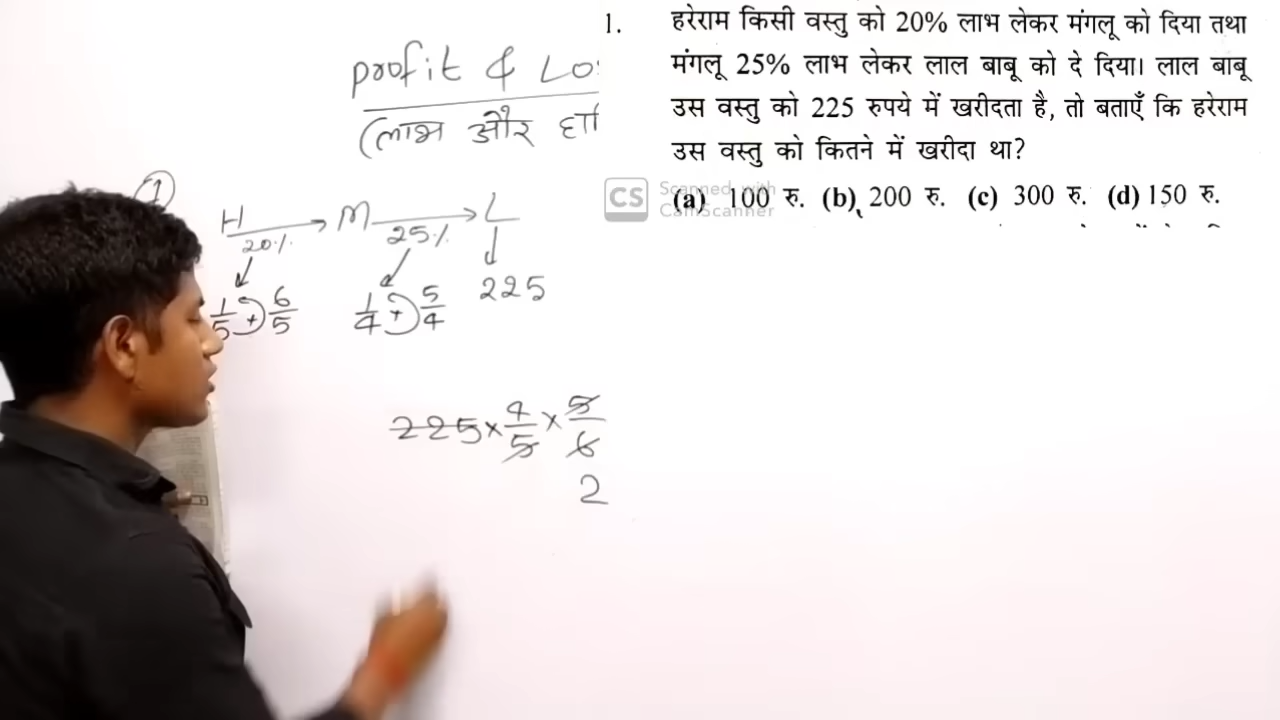 profit & Lo
(लाभ और
1. हरेराम किसी वस्तु को 20% लाभ लेकर मंगलू को दिया तथा
मंगलू 25% लाभ लेकर लाल बाबू को दे दिया। लाल बाबू
उस वस्तु को 225 रुपये में खरीदता है, तो बताएँ कि हरेराम
उस वस्तु को कितने में खरीदा था?
CS Scanned with
CamScanner
(a) 100 रु. (b) 200 रु. (c) 300 रु. (d) 150 रु.
1
H M L
20% 25%
1/5 + 6/5 1/4 + 5/4 225
225 × 4/5 × 5/6
2